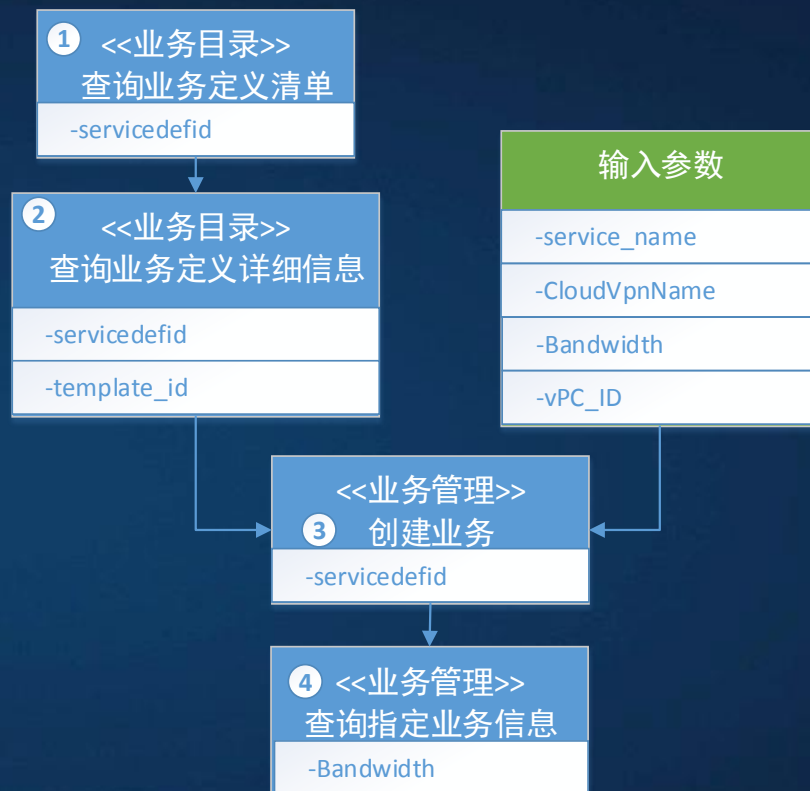 1
<<业务目录>>
查询业务定义清单
-servicedefid
2
<<业务目录>>
查询业务定义详细信息
-servicedefid
-template_id
输入参数
-service_name
-CloudVpnName
-Bandwidth
-vPC_ID
<<业务管理>>
3 创建业务
-servicedefid
4 <<业务管理>>
查询指定业务信息
-Bandwidth